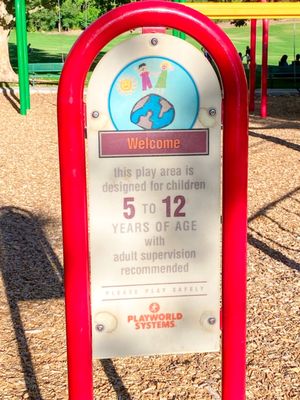 Welcome
this play area is
designed for children
5 TO 12
YEARS OF AGE
with
adult supervision
recommended
PLEASE PLAY SAFELY
PLAYWORLD
SYSTEMS